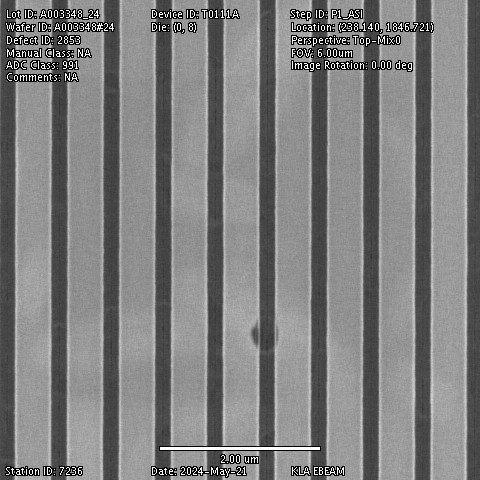 Lot ID: A003348_24
Wafer ID: A003348#24
Defect ID: 2853
Manual Class: NA
ADC Class: 991
Comments: NA
Device ID: T0111A
Die: (0, 8)
Step ID: P1_ASI
Location: (238.140, 1846.721)
Perspective: Top-Mix0
FOV: 6.00um
Image Rotation: 0.00 deg
2.00 um
Station ID: 7236
Date: 2024-May-21
KLA EBEAM